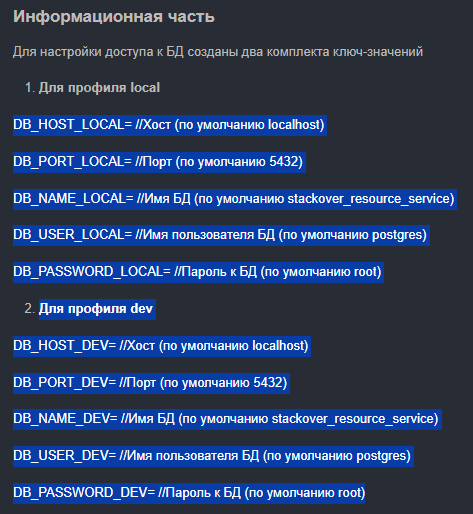 Информационная часть
Для настройки доступа к БД созданы два комплекта ключ-значений
1. Для профиля local
DB_HOST_LOCAL= //Хост (по умолчанию localhost)
DB_PORT_LOCAL= //Порт (по умолчанию 5432)
DB_NAME_LOCAL= //Имя БД (по умолчанию stackover_resource_service)
DB_USER_LOCAL= //Имя пользователя БД (по умолчанию postgres)
DB_PASSWORD_LOCAL= //Пароль к БД (по умолчанию root)
2. Для профиля dev
DB_HOST_DEV= //Хост (по умолчанию localhost)
DB_PORT_DEV= //Порт (по умолчанию 5432)
DB_NAME_DEV= //Имя БД (по умолчанию stackover_resource_service)
DB_USER_DEV= //Имя пользователя БД (по умолчанию postgres)
DB_PASSWORD_DEV= //Пароль к БД (по умолчанию root)